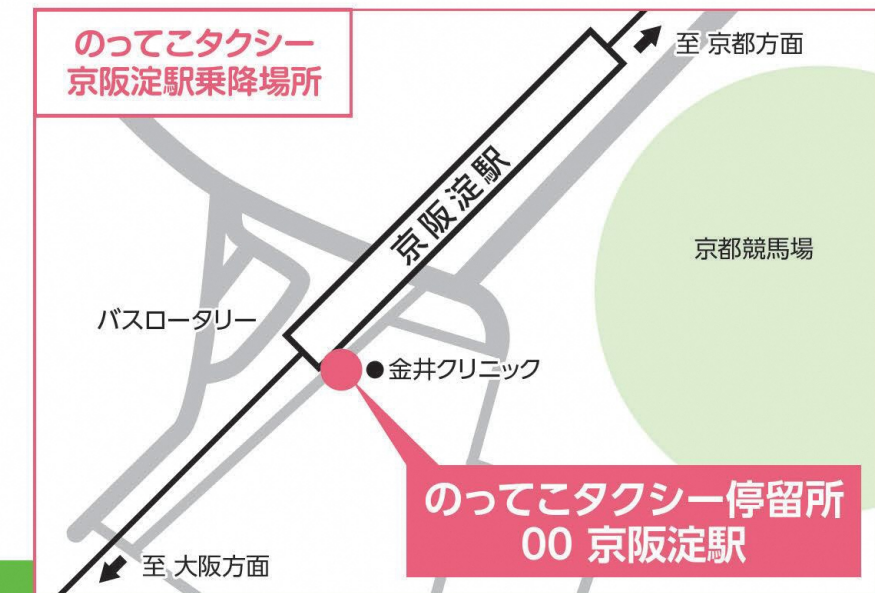 のってこタクシー
京阪淀駅乗降場所
至 京都方面
京阪淀駅
京都競馬場
バスロータリー
金井クリニック
のってこタクシー停留所
00 京阪淀駅
至 大阪方面